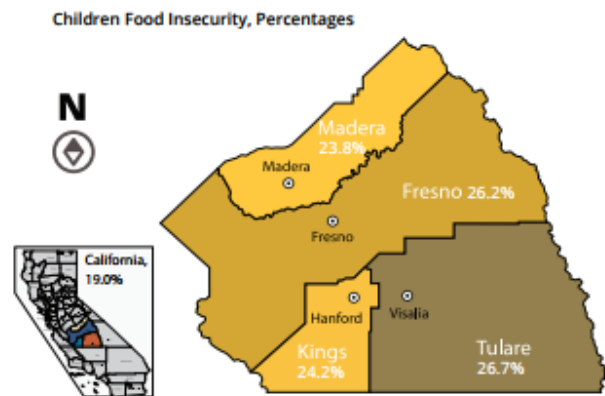 Children Food Insecurity, Percentages
N
Madera
23.8%
Madera
Fresno 26.2%
Fresno
California,
19.0%
Hanford
Visalia
Kings
24.2%
Tulare
26.7%